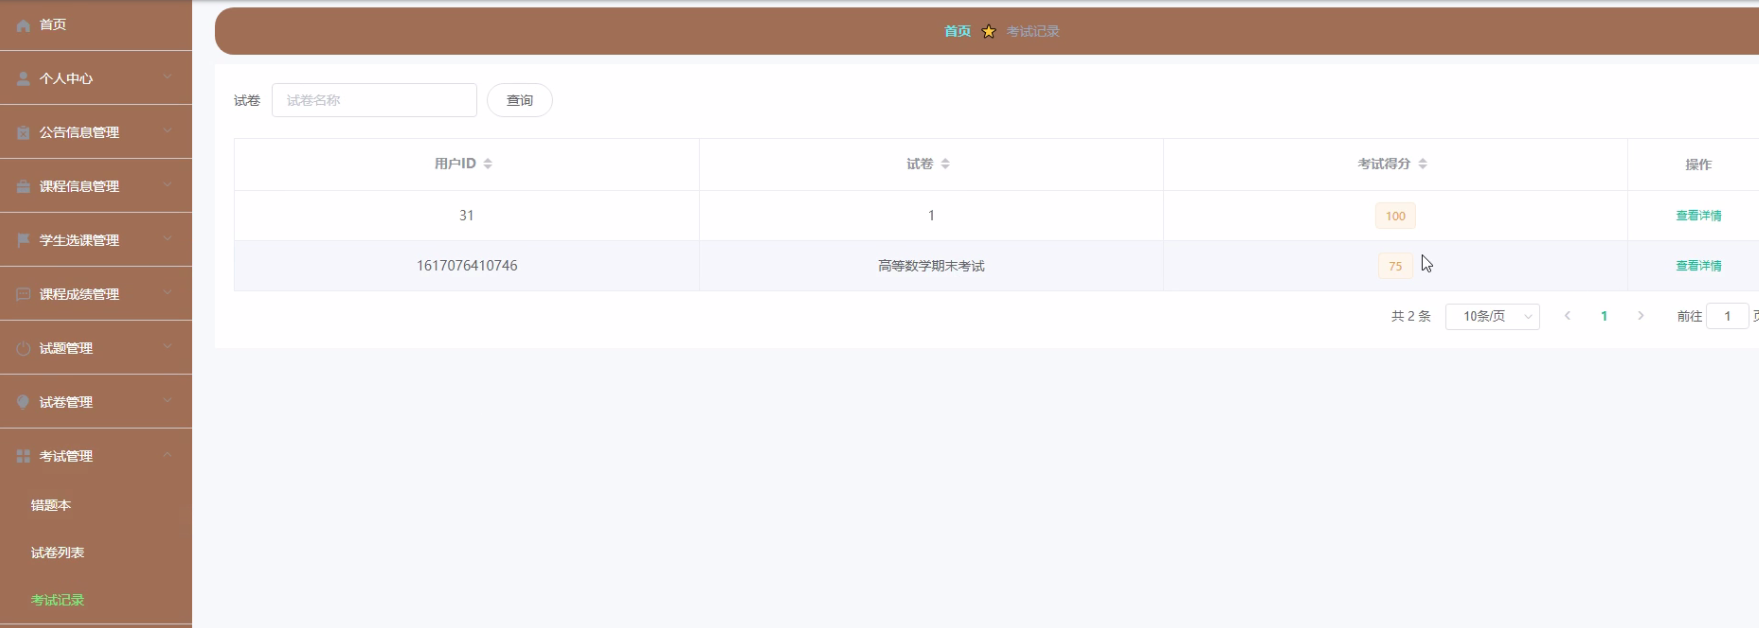 首页
个人中心
公告信息管理
课程信息管理
学生选课管理
课程成绩管理
试题管理
试卷管理
考试管理
错题本
试卷列表
考试记录
首页 考试记录
试卷 试卷名称 查询
用户ID 试卷 考试得分 操作
31 1 100 查看详情
1617076410746 高等数学期末考试 75 查看详情
共 2 条 10条/页 1 前往 1